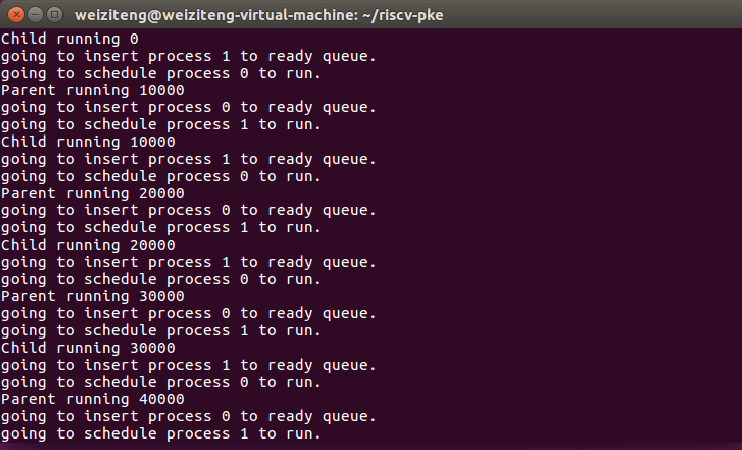 weiziteng@weiziteng-virtual-machine: ~/riscv-pke
Child running 0
going to insert process 1 to ready queue.
going to schedule process 0 to run.
Parent running 10000
going to insert process 0 to ready queue.
going to schedule process 1 to run.
Child running 10000
going to insert process 1 to ready queue.
going to schedule process 0 to run.
Parent running 20000
going to insert process 0 to ready queue.
going to schedule process 1 to run.
Child running 20000
going to insert process 1 to ready queue.
going to schedule process 0 to run.
Parent running 30000
going to insert process 0 to ready queue.
going to schedule process 1 to run.
Child running 30000
going to insert process 1 to ready queue.
going to schedule process 0 to run.
Parent running 40000
going to insert process 0 to ready queue.
going to schedule process 1 to run.